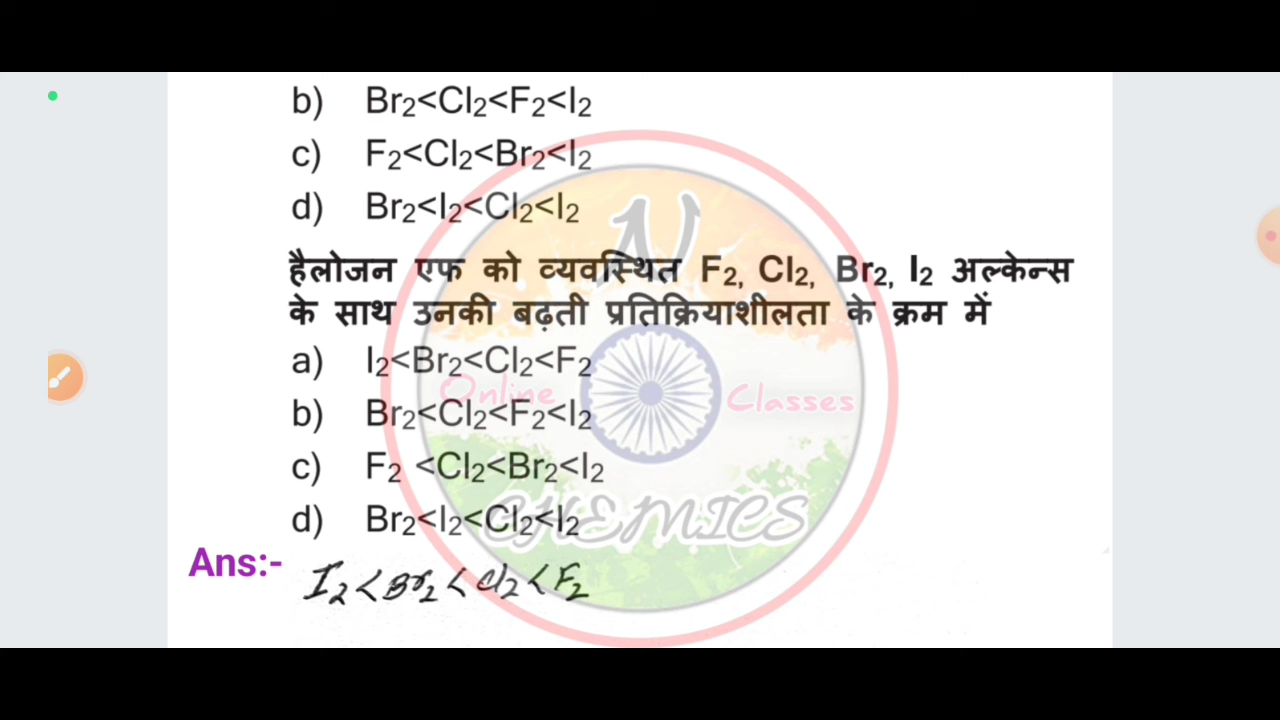 b) Br2<Cl2<F2<I2
c) F2<Cl2<Br2<I2
d) Br2<I2<Cl2<I2
हैलोजन एफ को व्यवस्थित F2, Cl2, Br2, I2 अल्केन्स
के साथ उनकी बढ़ती प्रतिक्रियाशीलता के क्रम में
a) I2<Br2<Cl2<F2
Online Classes
b) Br2<Cl2<F2<I2
c) F2 <Cl2<Br2<I2
d) Br2<I2<Cl2<I2
CHEMICS
Ans:- I2<Br2<Cl2<F2
N